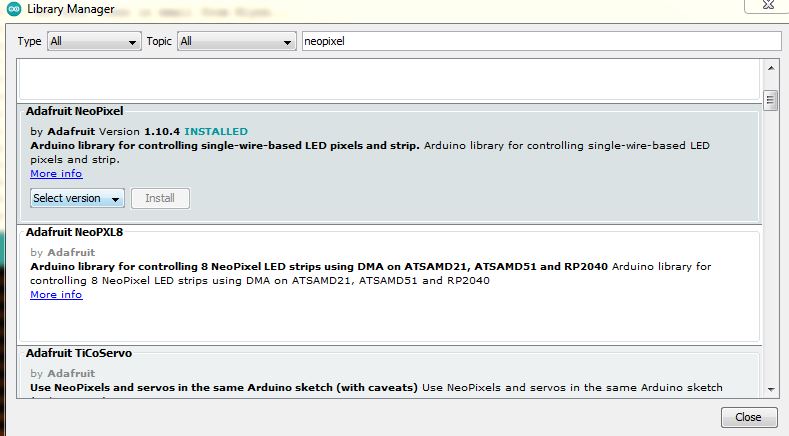 Library Manager
Type All Topic All neopixel
Adafruit NeoPixel
by Adafruit Version 1.10.4 INSTALLED
Arduino library for controlling single-wire-based LED pixels and strip. Arduino library for controlling single-wire-based LED
pixels and strip.
More info
Select version Install
Adafruit NeoPXL8
by Adafruit
Arduino library for controlling 8 NeoPixel LED strips using DMA on ATSAMD21, ATSAMD51 and RP2040 Arduino library for
controlling 8 NeoPixel LED strips using DMA on ATSAMD21, ATSAMD51 and RP2040
More info
Adafruit TiCoServo
by Adafruit
Use NeoPixels and servos in the same Arduino sketch (with caveats) Use NeoPixels and servos in the same Arduino sketch
Close